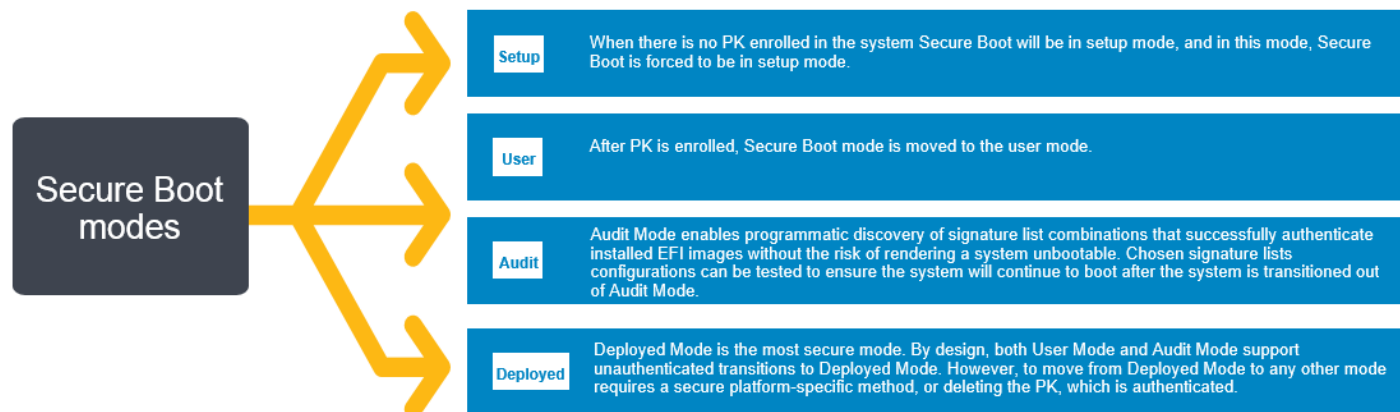 Secure Boot
modes
Setup
When there is no PK enrolled in the system Secure Boot will be in setup mode, and in this mode, Secure
Boot is forced to be in setup mode.
User
After PK is enrolled, Secure Boot mode is moved to the user mode.
Audit
Audit Mode enables programmatic discovery of signature list combinations that successfully authenticate
installed EFI images without the risk of rendering a system unbootable. Chosen signature lists
configurations can be tested to ensure the system will continue to boot after the system is transitioned out
of Audit Mode.
Deployed
Deployed Mode is the most secure mode. By design, both User Mode and Audit Mode support
unauthenticated transitions to Deployed Mode. However, to move from Deployed Mode to any other mode
requires a secure platform-specific method, or deleting the PK, which is authenticated.